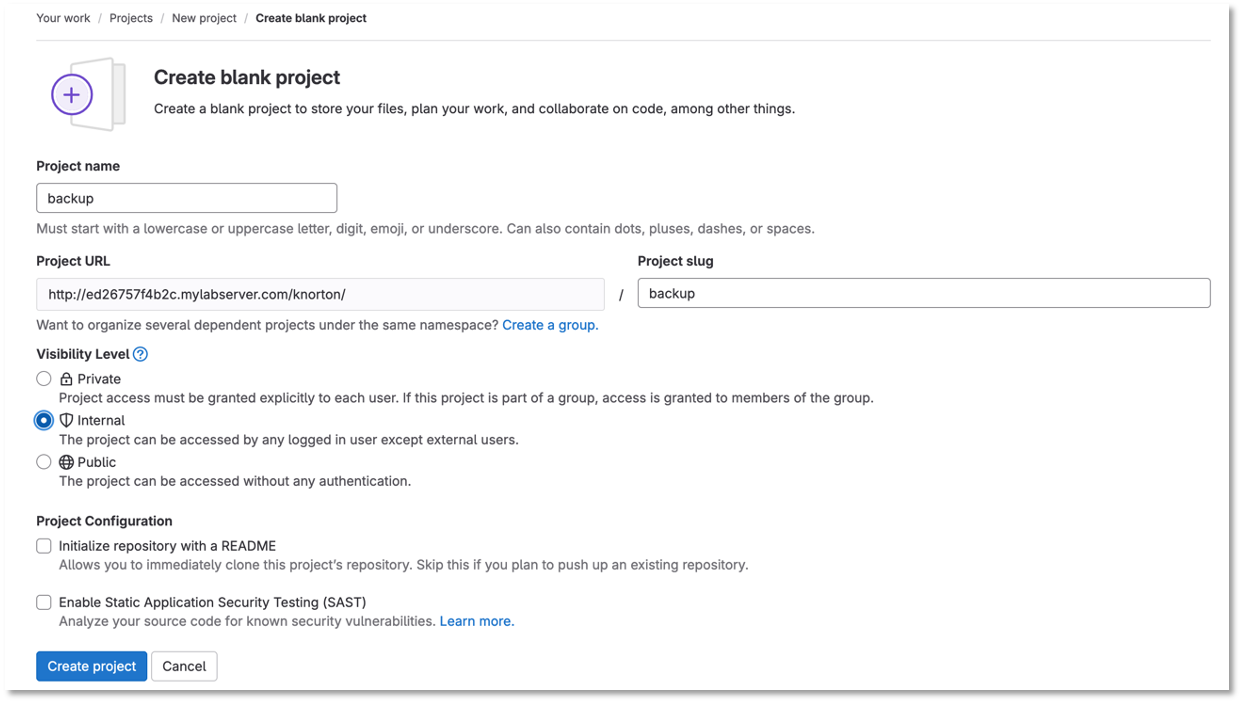 Your work / Projects / New project / Create blank project
Create blank project
Create a blank project to store your files, plan your work, and collaborate on code, among other things.
Project name
backup
Must start with a lowercase or uppercase letter, digit, emoji, or underscore. Can also contain dots, pluses, dashes, or spaces.
Project URL
Project slug
http://ed26757f4b2c.mylabserver.com/knorton/ / backup
Want to organize several dependent projects under the same namespace? Create a group.
Visibility Level
Private
Project access must be granted explicitly to each user. If this project is part of a group, access is granted to members of the group.
Internal
The project can be accessed by any logged in user except external users.
Public
The project can be accessed without any authentication.
Project Configuration
Initialize repository with a README
Allows you to immediately clone this project's repository. Skip this if you plan to push up an existing repository.
Enable Static Application Security Testing (SAST)
Analyze your source code for known security vulnerabilities. Learn more.
Create project
Cancel